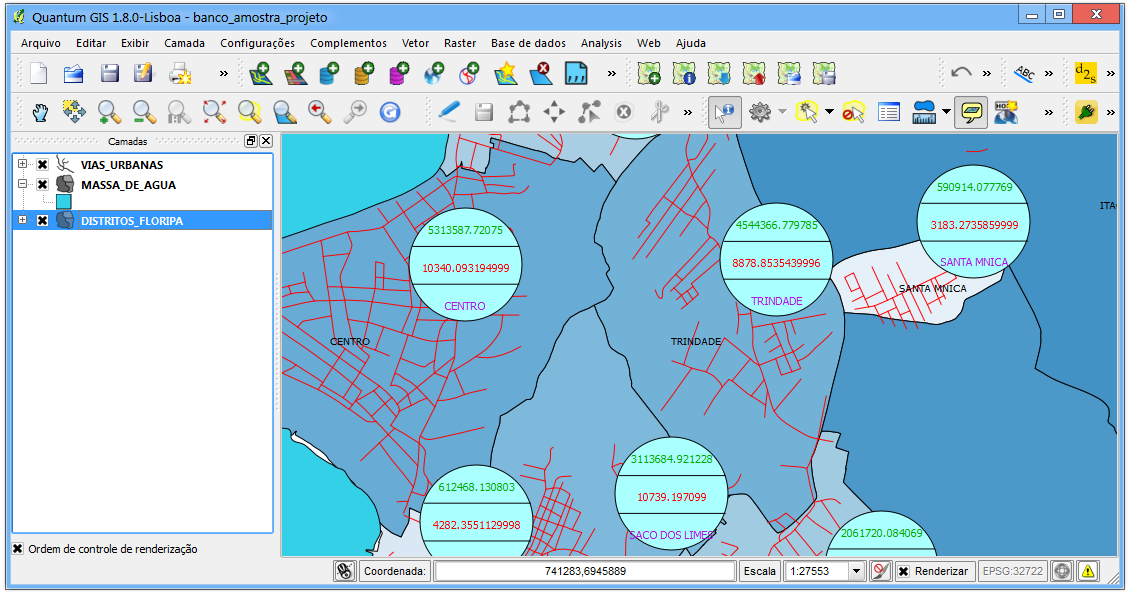 Quantum GIS 1.8.0-Lisboa - banco_amostra_projeto
Arquivo Editar Exibir Camada Configurações Complementos Vetor Raster Base de dados Analysis Web Ajuda
Camadas
VIAS_URBANAS
MASSA_DE_AGUA
DISTRITOS_FLORIPA
590914.077769
3183.2735859999
SANTA MNICA
ITA
5313587.72075
10340.093194999
CENTRO
4544366.779785
8878.8535439996
TRINDADE
SANTA MNICA
CENTRO
TRINDADE
3113684.921228
10739.197099
SACO DOS LIMES
612468.130803
4282.3551129998
2061720.084069
Ordem de controle de renderização
Coordenada: 741283,6945889 Escala 1:27553 Renderizar EPSG:32722